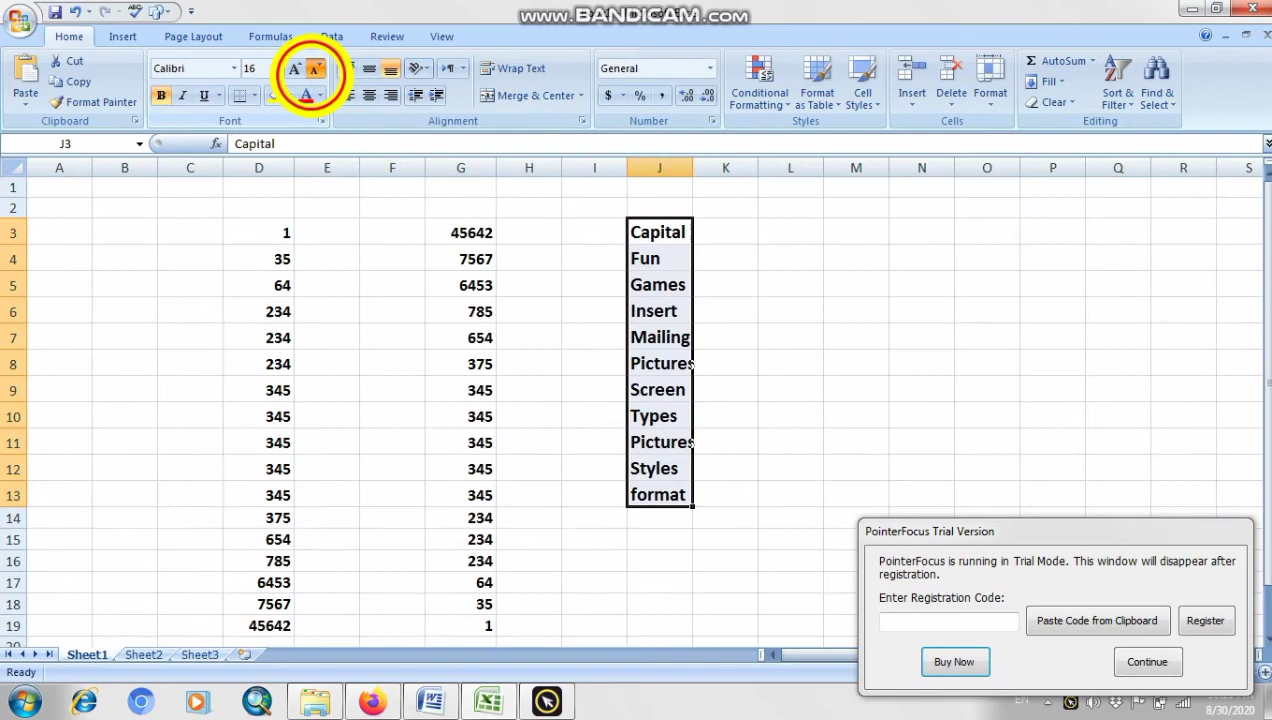 www.BANDICAM.com
Home Insert Page Layout Formulas Data Review View
Paste
Cut
Copy
Format Painter
Clipboard
Calibri 16
B I U
Font
Wrap Text
Merge & Center
Alignment
General
$ % ,
Number
Conditional Formatting
Format as Table
Cell Styles
Styles
Insert Delete Format
Cells
AutoSum
Fill
Clear
Sort & Filter
Find & Select
Editing
J3 fx Capital
A B C D E F G H I J K L M N O P Q R S
1
2
3 1 45642 Capital
4 35 7567 Fun
5 64 6453 Games
6 234 785 Insert
7 234 654 Mailing
8 234 375 Pictures
9 345 345 Screen
10 345 345 Types
11 345 345 Pictures
12 345 345 Styles
13 345 345 format
14 375 234
15 654 234
16 785 234
17 6453 64
18 7567 35
19 45642 1
Sheet1 Sheet2 Sheet3
Ready
PointerFocus Trial Version
PointerFocus is running in Trial Mode. This window will disappear after
registration.
Enter Registration Code:
Paste Code from Clipboard Register
Buy Now Continue
8/30/2020